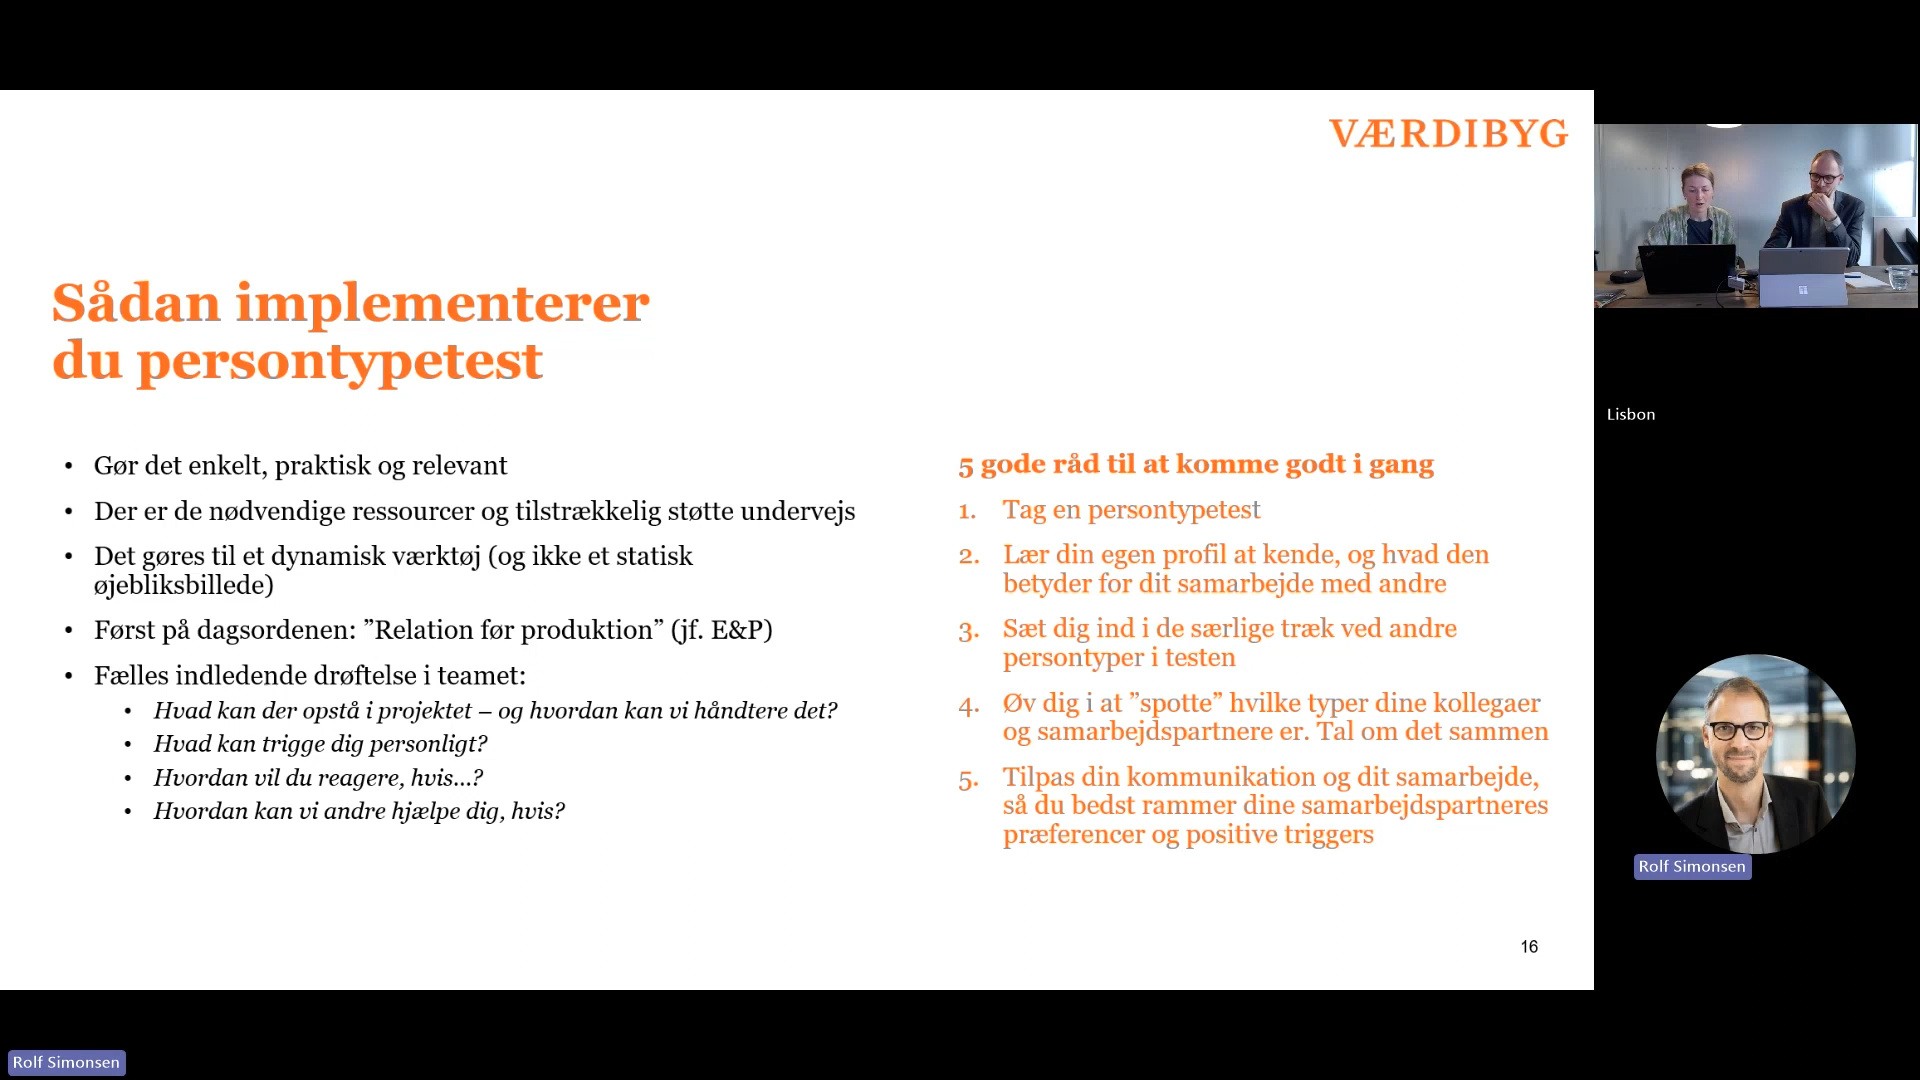 VÆRDIBYG
Sådan implementerer
du persontypetest
• Gør det enkelt, praktisk og relevant
• Der er de nødvendige ressourcer og tilstrækkelig støtte undervejs
• Det gøres til et dynamisk værktøj (og ikke et statisk
øjebliksbillede)
• Først på dagsordenen: ”Relation før produktion” (jf. E&P)
• Fælles indledende drøftelse i teamet:
• Hvad kan der opstå i projektet – og hvordan kan vi håndtere det?
• Hvad kan trigge dig personligt?
• Hvordan vil du reagere, hvis...?
• Hvordan kan vi andre hjælpe dig, hvis?
5 gode råd til at komme godt i gang
1. Tag en persontypetest
2. Lær din egen profil at kende, og hvad den
betyder for dit samarbejde med andre
3. Sæt dig ind i de særlige træk ved andre
persontyper i testen
4. Øv dig i at ”spotte” hvilke typer dine kollegaer
og samarbejdspartnere er. Tal om det sammen
5. Tilpas din kommunikation og dit samarbejde,
så du bedst rammer dine samarbejdspartneres
præferencer og positive triggers
16
Lisbon
Rolf Simonsen
Rolf Simonsen